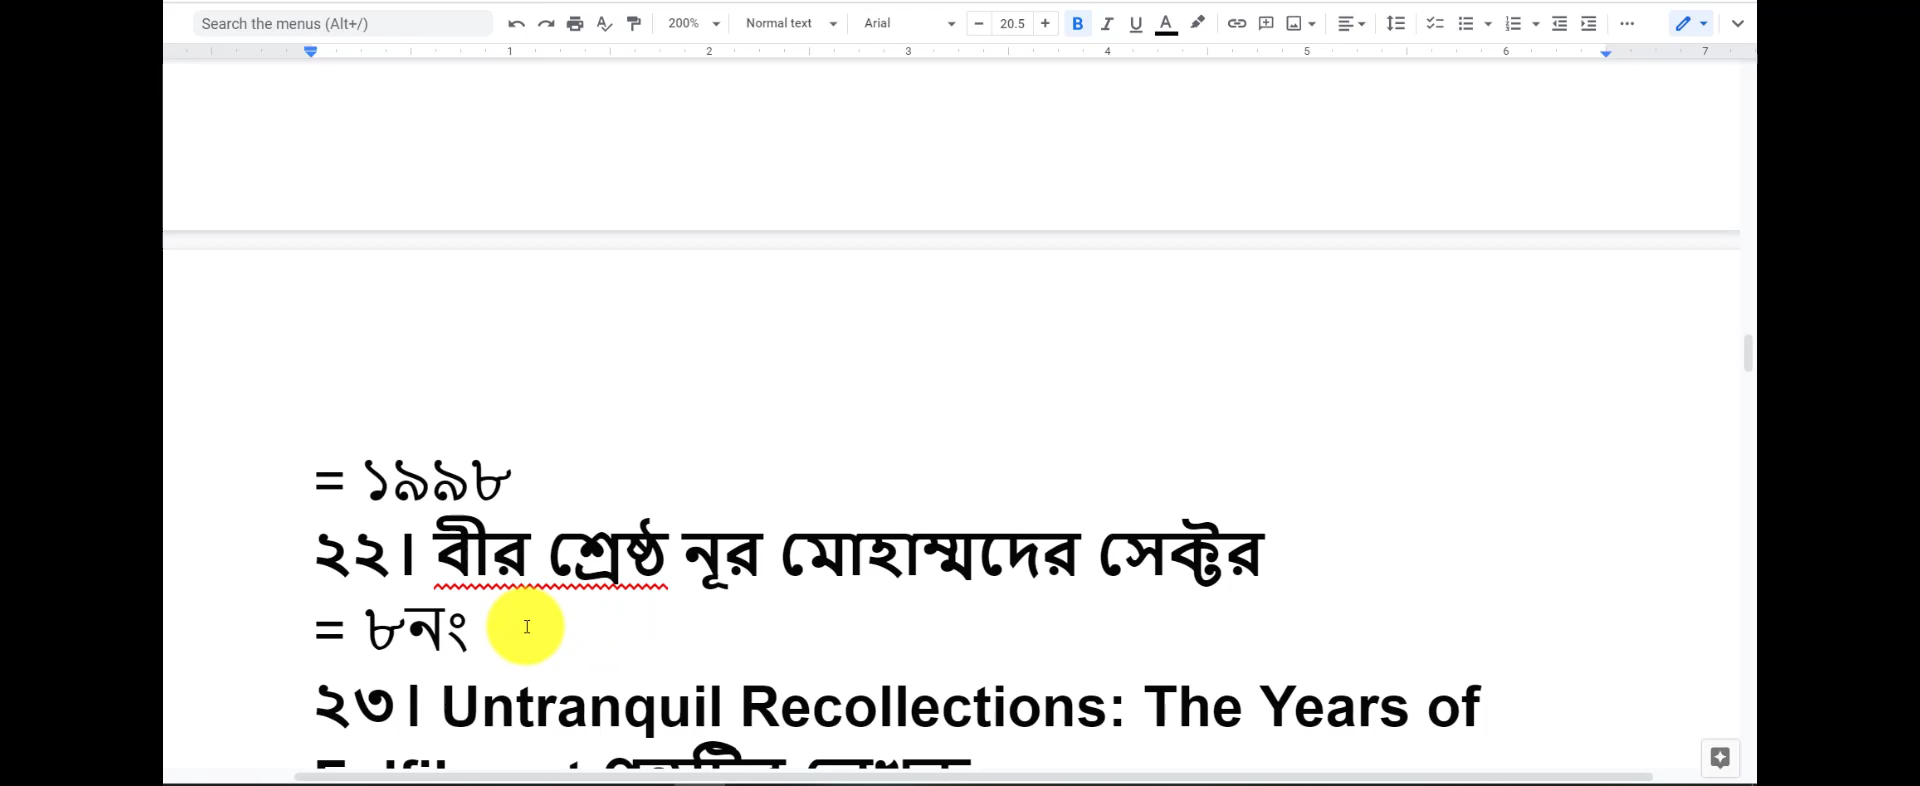 Search the menus (Alt+/) 200% Normal text Arial 20.5 B I U A
1 2 3 4 5 6 7
= ১৯৯৮
২২। বীর শ্রেষ্ঠ নূর মোহাম্মদের সেক্টর
= ৮নং
২৩। Untranquil Recollections: The Years of